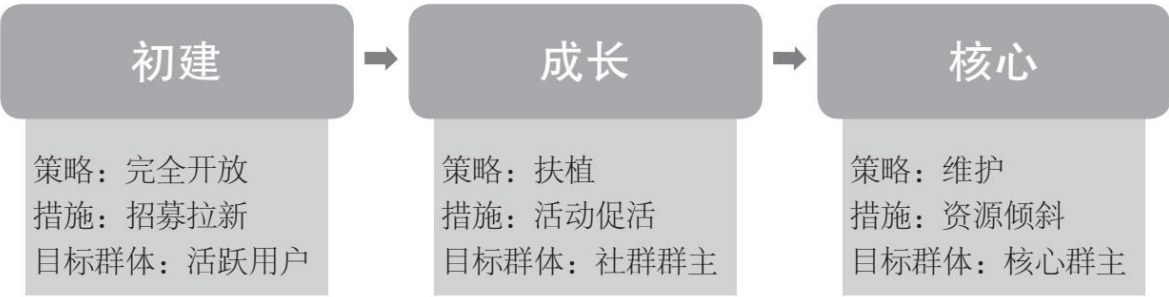 初建
策略：完全开放
措施：招募拉新
目标群体：活跃用户
成长
策略：扶植
措施：活动促活
目标群体：社群群主
核心
策略：维护
措施：资源倾斜
目标群体：核心群主